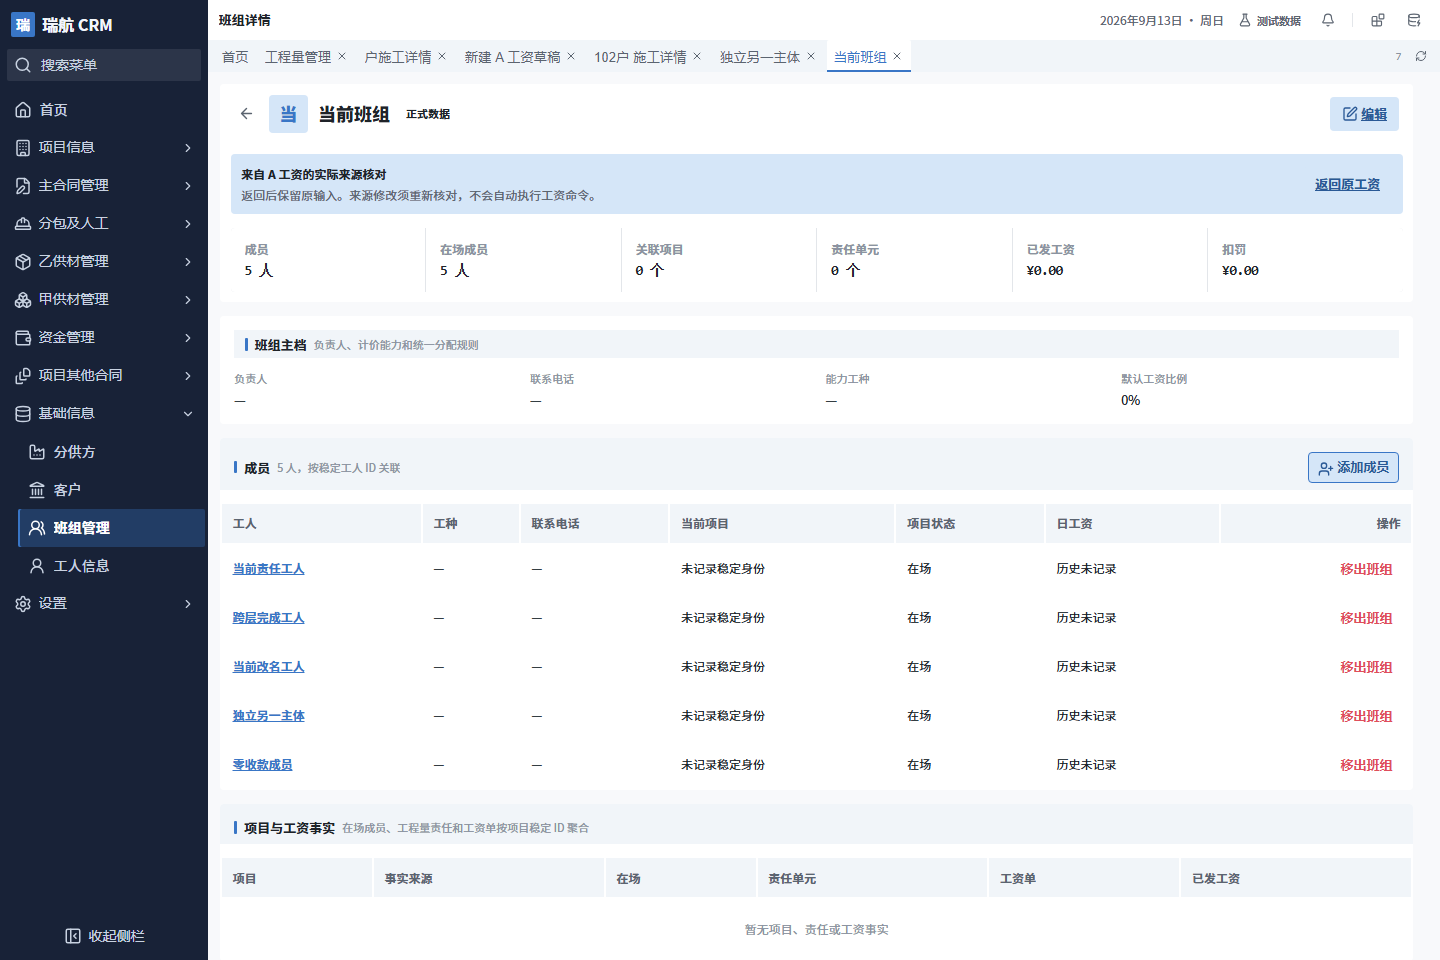 瑞 瑞航 CRM
搜索菜单
首页
项目信息
主合同管理
分包及人工
乙供材管理
甲供材管理
资金管理
项目其他合同
基础信息
分供方
客户
班组管理
工人信息
设置
收起侧栏
班组详情
2026年9月13日 • 周日 测试数据
首页 工程量管理 户施工详情 新建 A 工资草稿 102户 施工详情 独立另一主体 当前班组 7
当 当前班组 正式数据 编辑
来自 A 工资的实际来源核对
返回后保留原输入。来源修改须重新核对，不会自动执行工资命令。
返回原工资
成员 在场成员 关联项目 责任单元 已发工资 扣罚
5 人 5 人 0 个 0 个 ¥0.00 ¥0.00
班组主档 负责人、计价能力和统一分配规则
负责人 联系电话 能力工种 默认工资比例
— — — 0%
成员 5 人，按稳定工人 ID 关联 添加成员
工人 工种 联系电话 当前项目 项目状态 日工资 操作
当前责任工人 — — 未记录稳定身份 在场 历史未记录 移出班组
跨层完成工人 — — 未记录稳定身份 在场 历史未记录 移出班组
当前改名工人 — — 未记录稳定身份 在场 历史未记录 移出班组
独立另一主体 — — 未记录稳定身份 在场 历史未记录 移出班组
零收款成员 — — 未记录稳定身份 在场 历史未记录 移出班组
项目与工资事实 在场成员、工程量责任和工资单按项目稳定 ID 聚合
项目 事实来源 在场 责任单元 工资单 已发工资
暂无项目、责任或工资事实